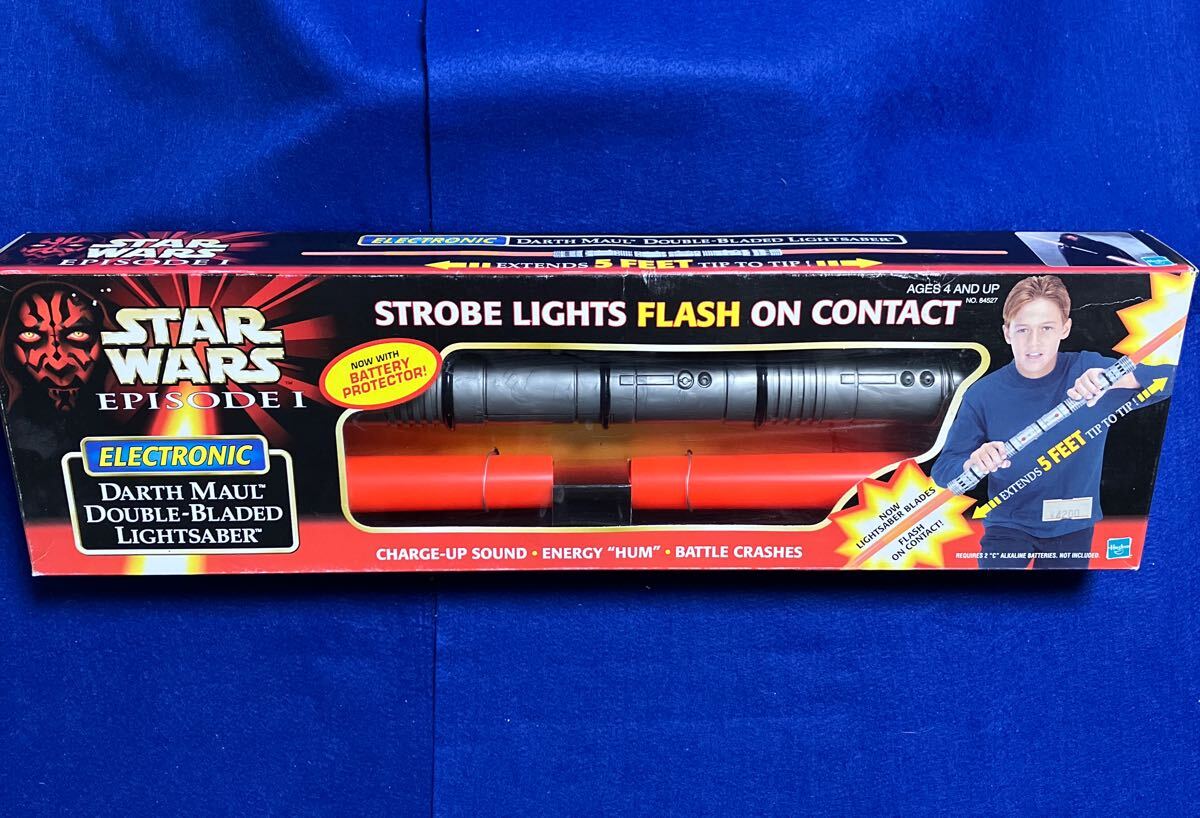 STAR WARS
EPISODE I
ELECTRONIC DARTH MAUL™ DOUBLE-BLADED LIGHTSABER™
EXTENDS 5 FEET TIP TO TIP!
AGES 4 AND UP
NO. 84527
STROBE LIGHTS FLASH ON CONTACT
STAR
WARS™
EPISODE I
NOW WITH
BATTERY
PROTECTOR!
ELECTRONIC
DARTH MAUL™
DOUBLE-BLADED
LIGHTSABER™
EXTENDS 5 FEET TIP TO TIP!
NOW
LIGHTSABER BLADES
FLASH
ON CONTACT!
4200
CHARGE-UP SOUND • ENERGY "HUM" • BATTLE CRASHES
REQUIRES 2 "C" ALKALINE BATTERIES. NOT INCLUDED.
Hasbro